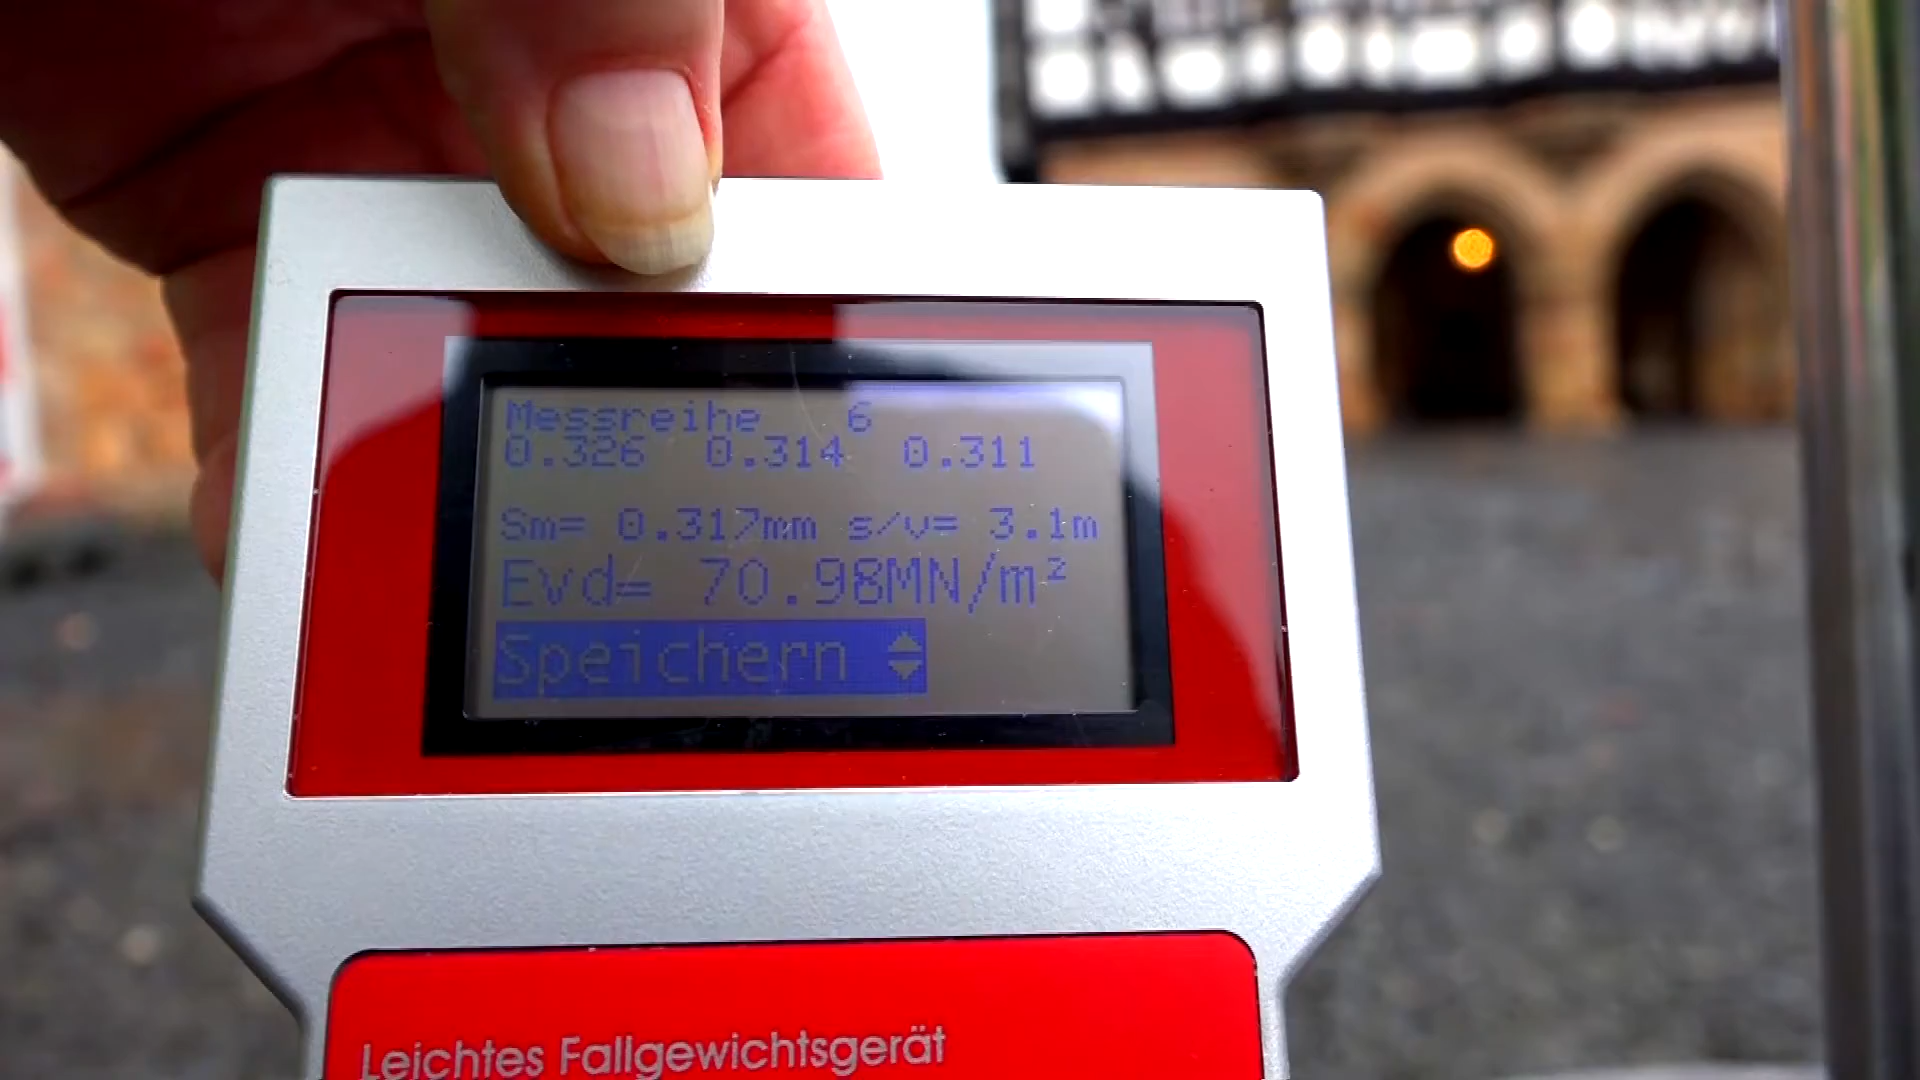 Messreihe 6
0.326 0.314 0.311
Sm= 0.317mm s/v= 3.1m
Evd= 70.98MN/m²
Speichern
Leichtes Fallgewichtsgerät